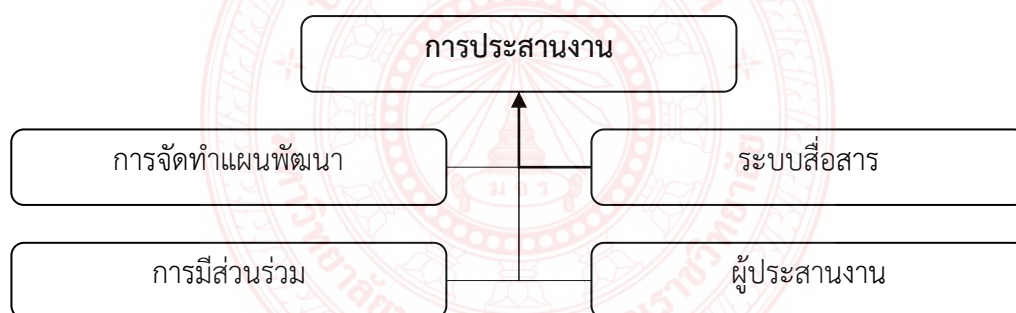 การประสานงาน
การจัดทำแผนพัฒนา
ระบบสื่อสาร
การมีส่วนร่วม
ผู้ประสานงาน